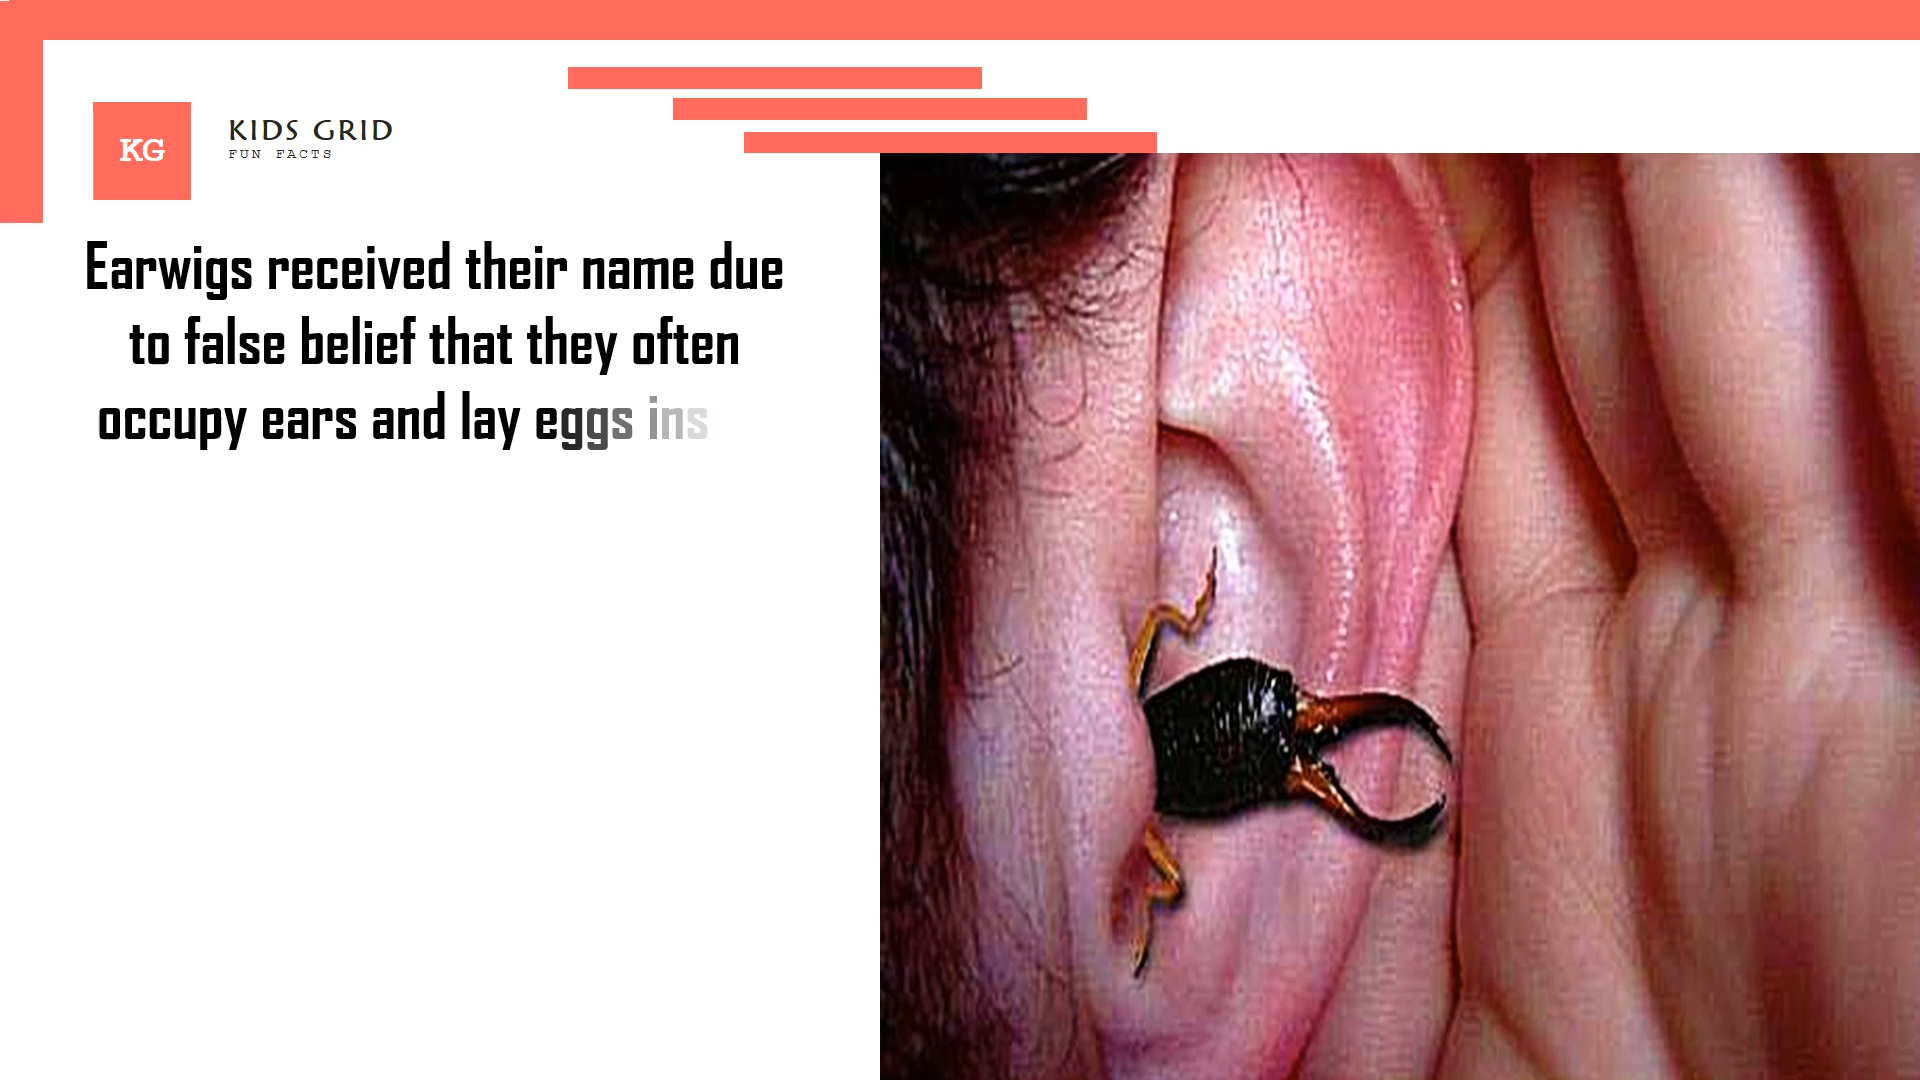 KG
KIDS GRID
FUN FACTS
Earwigs received their name due
to false belief that they often
occupy ears and lay eggs ins